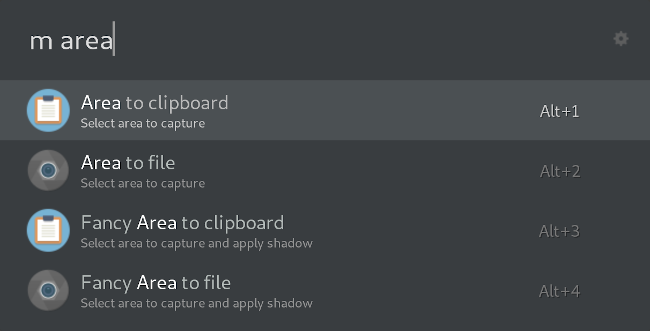 m area
Area to clipboard
Select area to capture
Alt+1
Area to file
Select area to capture
Alt+2
Fancy Area to clipboard
Select area to capture and apply shadow
Alt+3
Fancy Area to file
Select area to capture and apply shadow
Alt+4